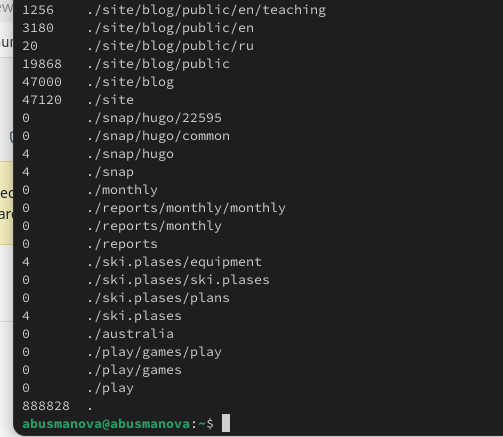 1256 ./site/blog/public/en/teaching
3180 ./site/blog/public/en
20 ./site/blog/public/ru
19868 ./site/blog/public
47000 ./site/blog
47120 ./site
0 ./snap/hugo/22595
0 ./snap/hugo/common
4 ./snap/hugo
4 ./snap
0 ./monthly
0 ./reports/monthly/monthly
0 ./reports/monthly
0 ./reports
4 ./ski.plases/equipment
0 ./ski.plases/ski.plases
0 ./ski.plases/plans
4 ./ski.plases
0 ./australia
0 ./play/games/play
0 ./play/games
0 ./play
888828 .
abusmanova@abusmanova:~$